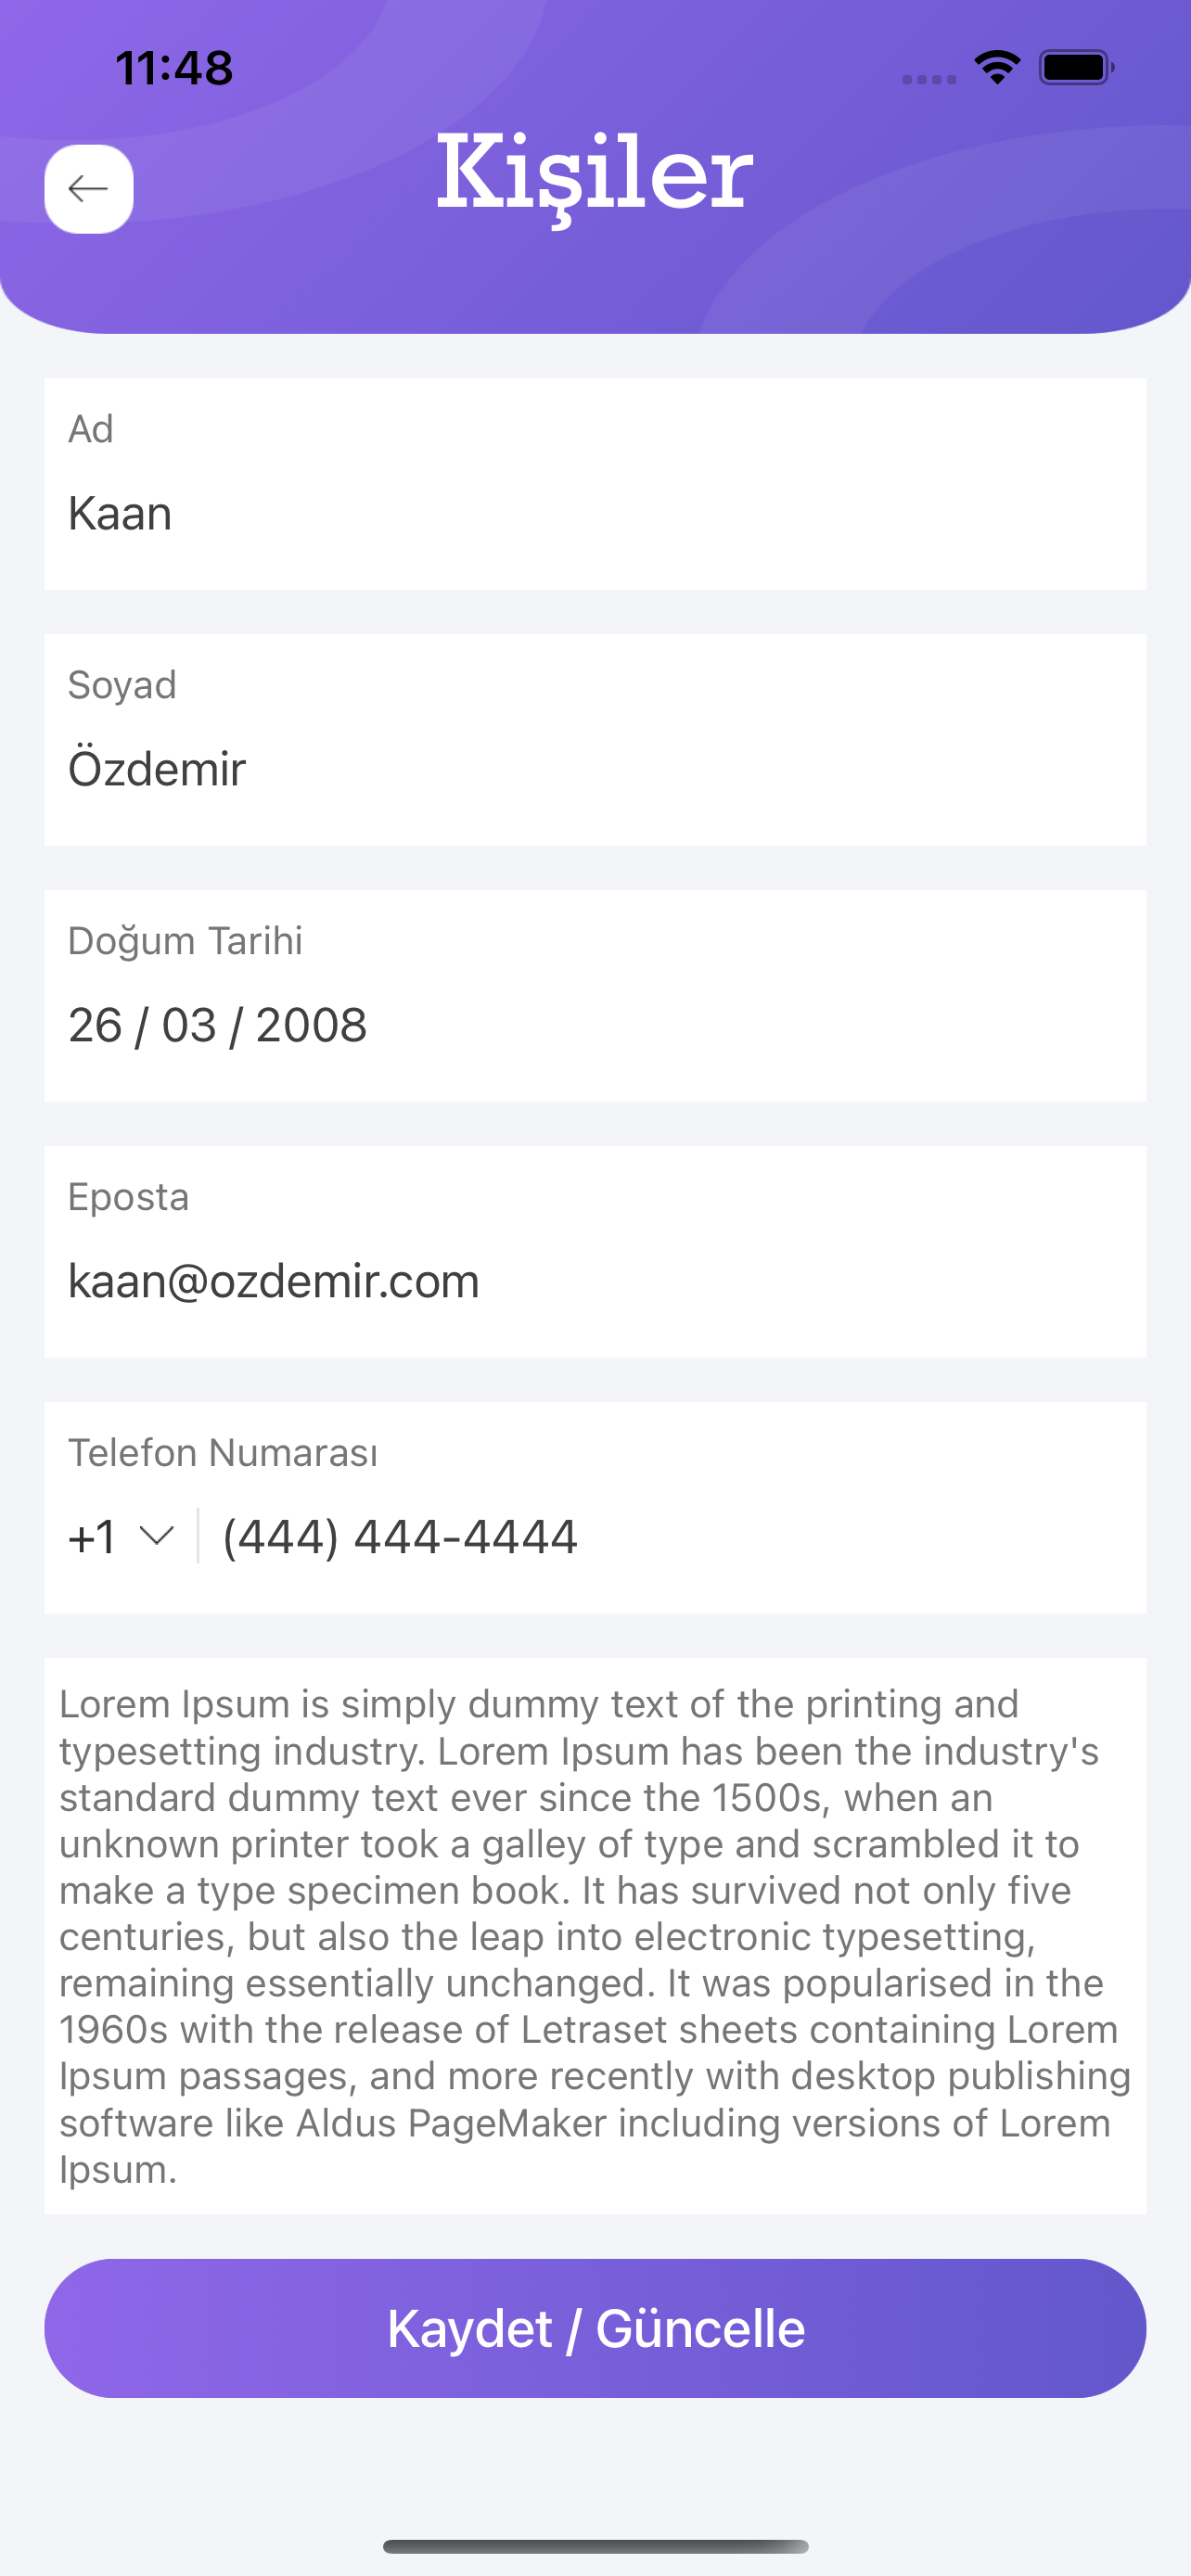 11:48
Kişiler
Ad
Kaan
Soyad
Özdemir
Doğum Tarihi
26 / 03 / 2008
Eposta
kaan@ozdemir.com
Telefon Numarası
+1 (444) 444-4444
Lorem Ipsum is simply dummy text of the printing and
typesetting industry. Lorem Ipsum has been the industry's
standard dummy text ever since the 1500s, when an
unknown printer took a galley of type and scrambled it to
make a type specimen book. It has survived not only five
centuries, but also the leap into electronic typesetting,
remaining essentially unchanged. It was popularised in the
1960s with the release of Letraset sheets containing Lorem
Ipsum passages, and more recently with desktop publishing
software like Aldus PageMaker including versions of Lorem
Ipsum.
Kaydet / Güncelle